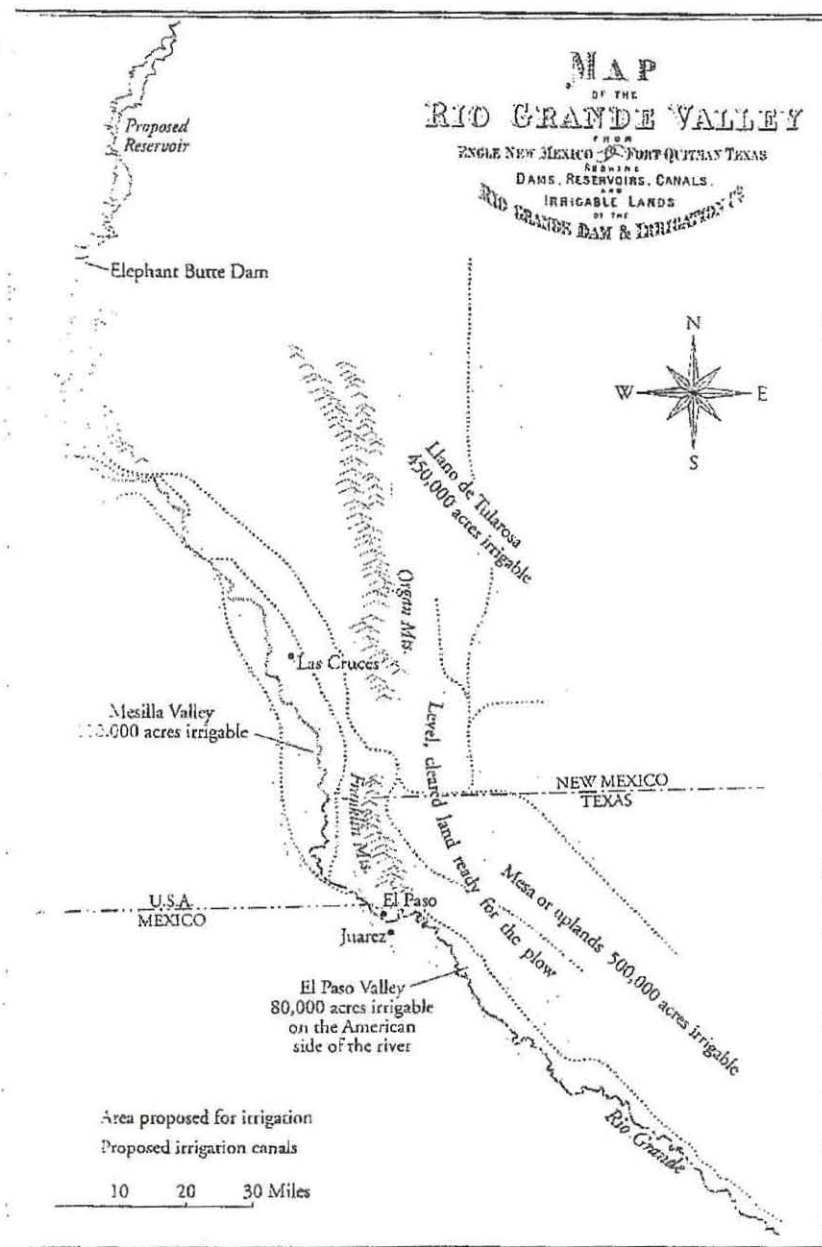 MAP
OF THE
RIO GRANDE VALLEY
FROM
ENGLE NEW MEXICO TO FORT QUITMAN TEXAS
SHOWING
DAMS, RESERVOIRS, CANALS,
AND
IRRIGABLE LANDS
OF THE
RIO GRANDE DAM & IRRIGATION Co
Proposed
Reservoir
Elephant Butte Dam
N
W
E
S
Llano de Tularosa
450,000 acres irrigable
Organ Mts.
Las Cruces
Mesilla Valley
acres irrigable
Level, cleared land ready for the plow
Franklin Mts.
NEW MEXICO
TEXAS
Mesa or uplands 500,000 acres irrigable
U.S.A.
MEXICO
El Paso
Juarez
El Paso Valley
80,000 acres irrigable
on the American
side of the river
Rio Grande
Area proposed for irrigation
Proposed irrigation canals
10 20 30 Miles